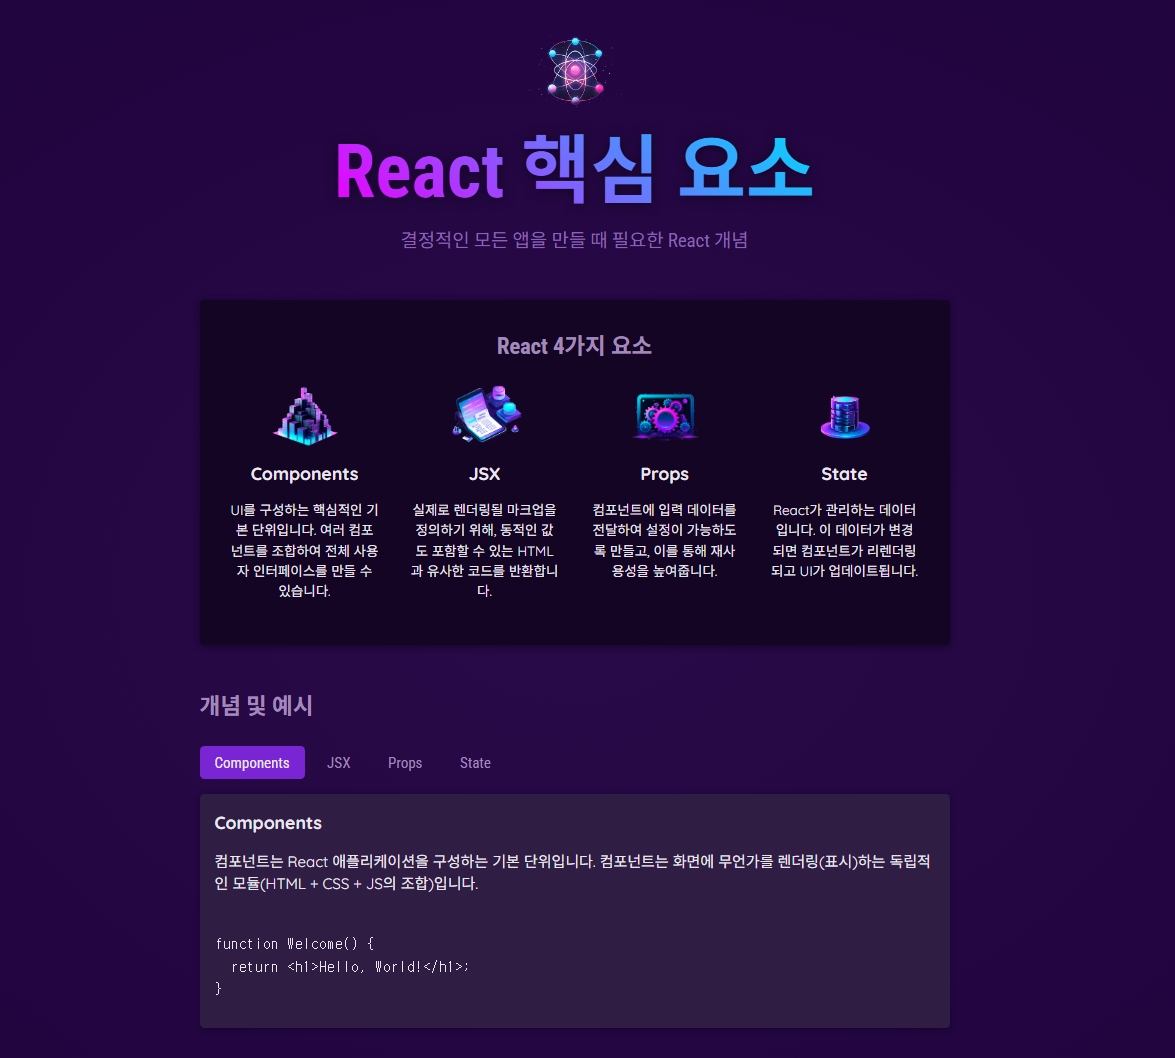 React 핵심 요소
결정적인 모든 앱을 만들 때 필요한 React 개념
React 4가지 요소
Components
UI를 구성하는 핵심적인 기
본 단위입니다. 여러 컴포
넌트를 조합하여 전체 사용
자 인터페이스를 만들 수
있습니다.
JSX
실제로 렌더링될 마크업을
정의하기 위해, 동적인 값
도 포함할 수 있는 HTML
과 유사한 코드를 반환합니
다.
Props
컴포넌트에 입력 데이터를
전달하여 설정이 가능하도
록 만들고, 이를 통해 재사
용성을 높여줍니다.
State
React가 관리하는 데이터
입니다. 이 데이터가 변경
되면 컴포넌트가 리렌더링
되고 UI가 업데이트됩니다.
개념 및 예시
Components JSX Props State
Components
컴포넌트는 React 애플리케이션을 구성하는 기본 단위입니다. 컴포넌트는 화면에 무언가를 렌더링(표시)하는 독립적
인 모듈(HTML + CSS + JS의 조합)입니다.
function Welcome() {
  return <h1>Hello, World!</h1>;
}